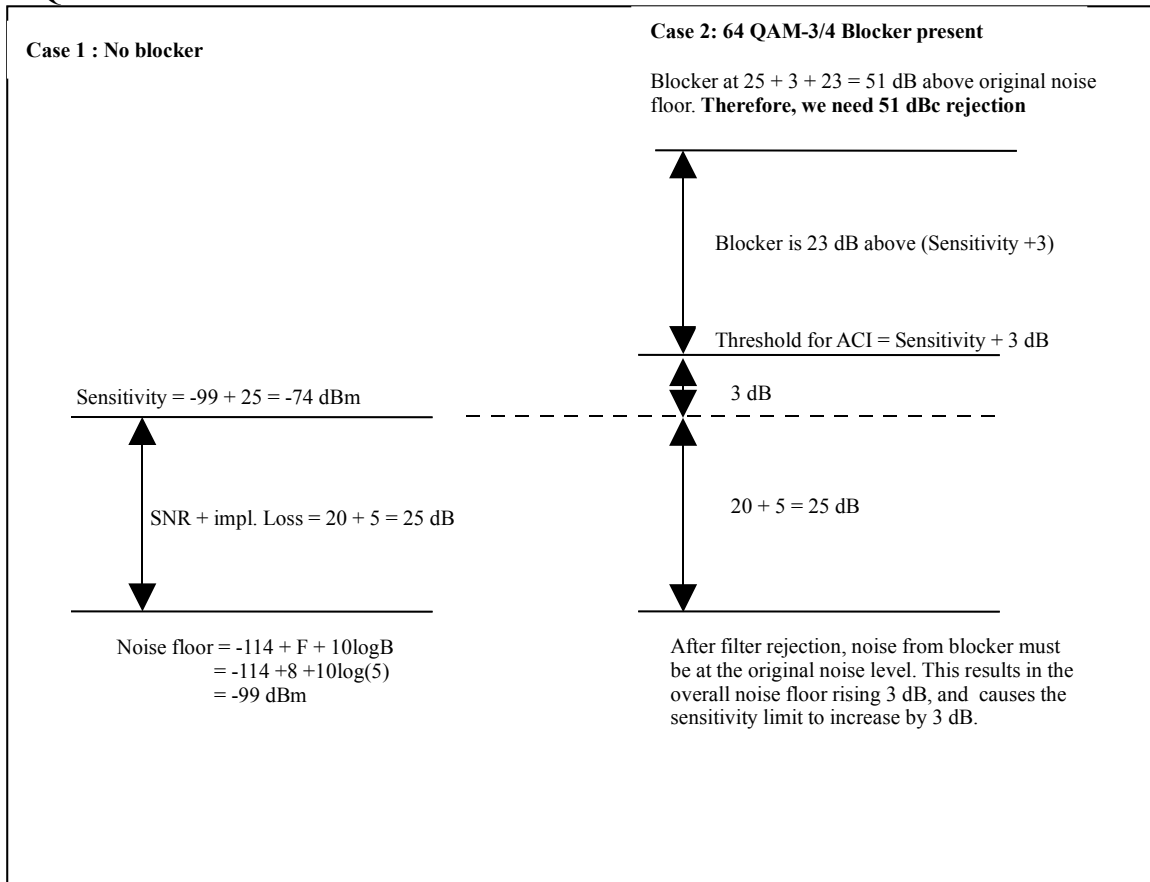 Case 1 : No blocker
Sensitivity = -99 + 25 = -74 dBm
SNR + impl. Loss = 20 + 5 = 25 dB
Noise floor = -114 + F + 10logB
= -114 +8 +10log(5)
= -99 dBm
Case 2: 64 QAM-3/4 Blocker present
Blocker at 25 + 3 + 23 = 51 dB above original noise
floor. Therefore, we need 51 dBc rejection
Blocker is 23 dB above (Sensitivity +3)
Threshold for ACI = Sensitivity + 3 dB
3 dB
20 + 5 = 25 dB
After filter rejection, noise from blocker must
be at the original noise level. This results in the
overall noise floor rising 3 dB, and  causes the
sensitivity limit to increase by 3 dB.